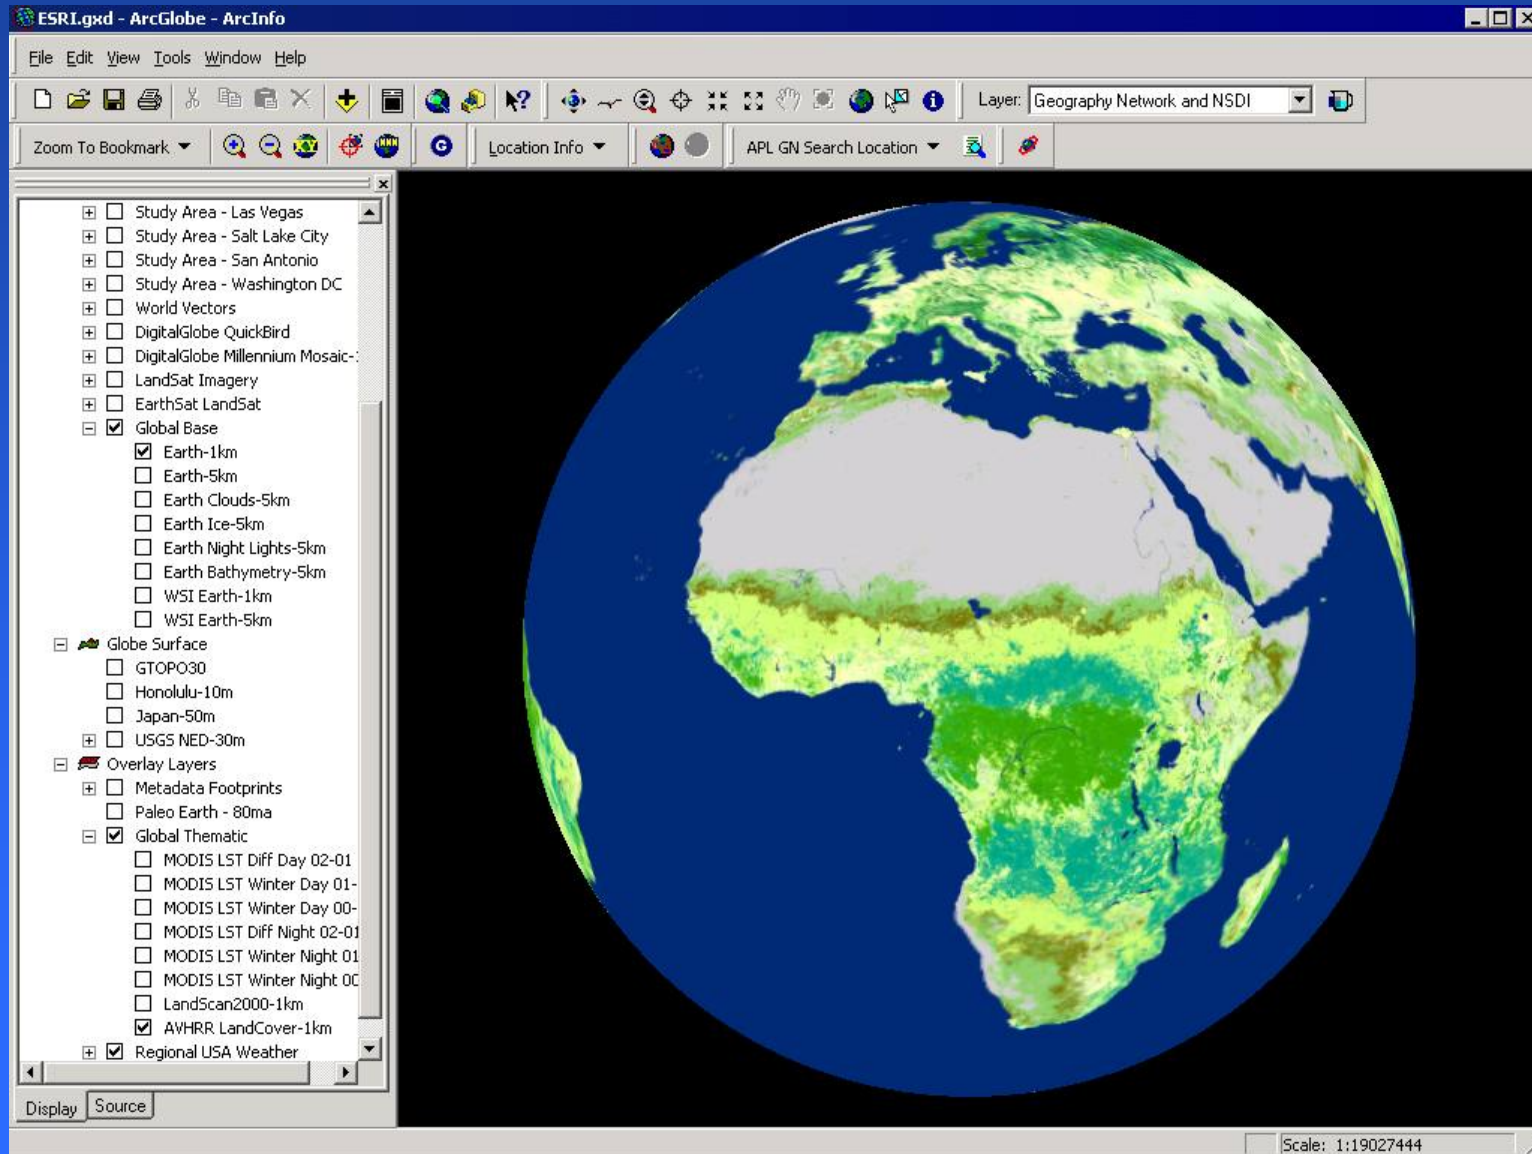 ESRI.gxd - ArcGlobe - ArcInfo
File Edit View Tools Window Help
Layer: Geography Network and NSDI
Zoom To Bookmark G Location Info APL GN Search Location
Study Area - Las Vegas
Study Area - Salt Lake City
Study Area - San Antonio
Study Area - Washington DC
World Vectors
DigitalGlobe QuickBird
DigitalGlobe Millennium Mosaic-
LandSat Imagery
EarthSat LandSat
Global Base
Earth-1km
Earth-5km
Earth Clouds-5km
Earth Ice-5km
Earth Night Lights-5km
Earth Bathymetry-5km
WSI Earth-1km
WSI Earth-5km
Globe Surface
GTOPO30
Honolulu-10m
Japan-50m
USGS NED-30m
Overlay Layers
Metadata Footprints
Paleo Earth - 80ma
Global Thematic
MODIS LST Diff Day 02-01
MODIS LST Winter Day 01-
MODIS LST Winter Day 00-
MODIS LST Diff Night 02-01
MODIS LST Winter Night 01
MODIS LST Winter Night 00
LandScan2000-1km
AVHRR LandCover-1km
Regional USA Weather
Display Source
Scale: 1:19027444